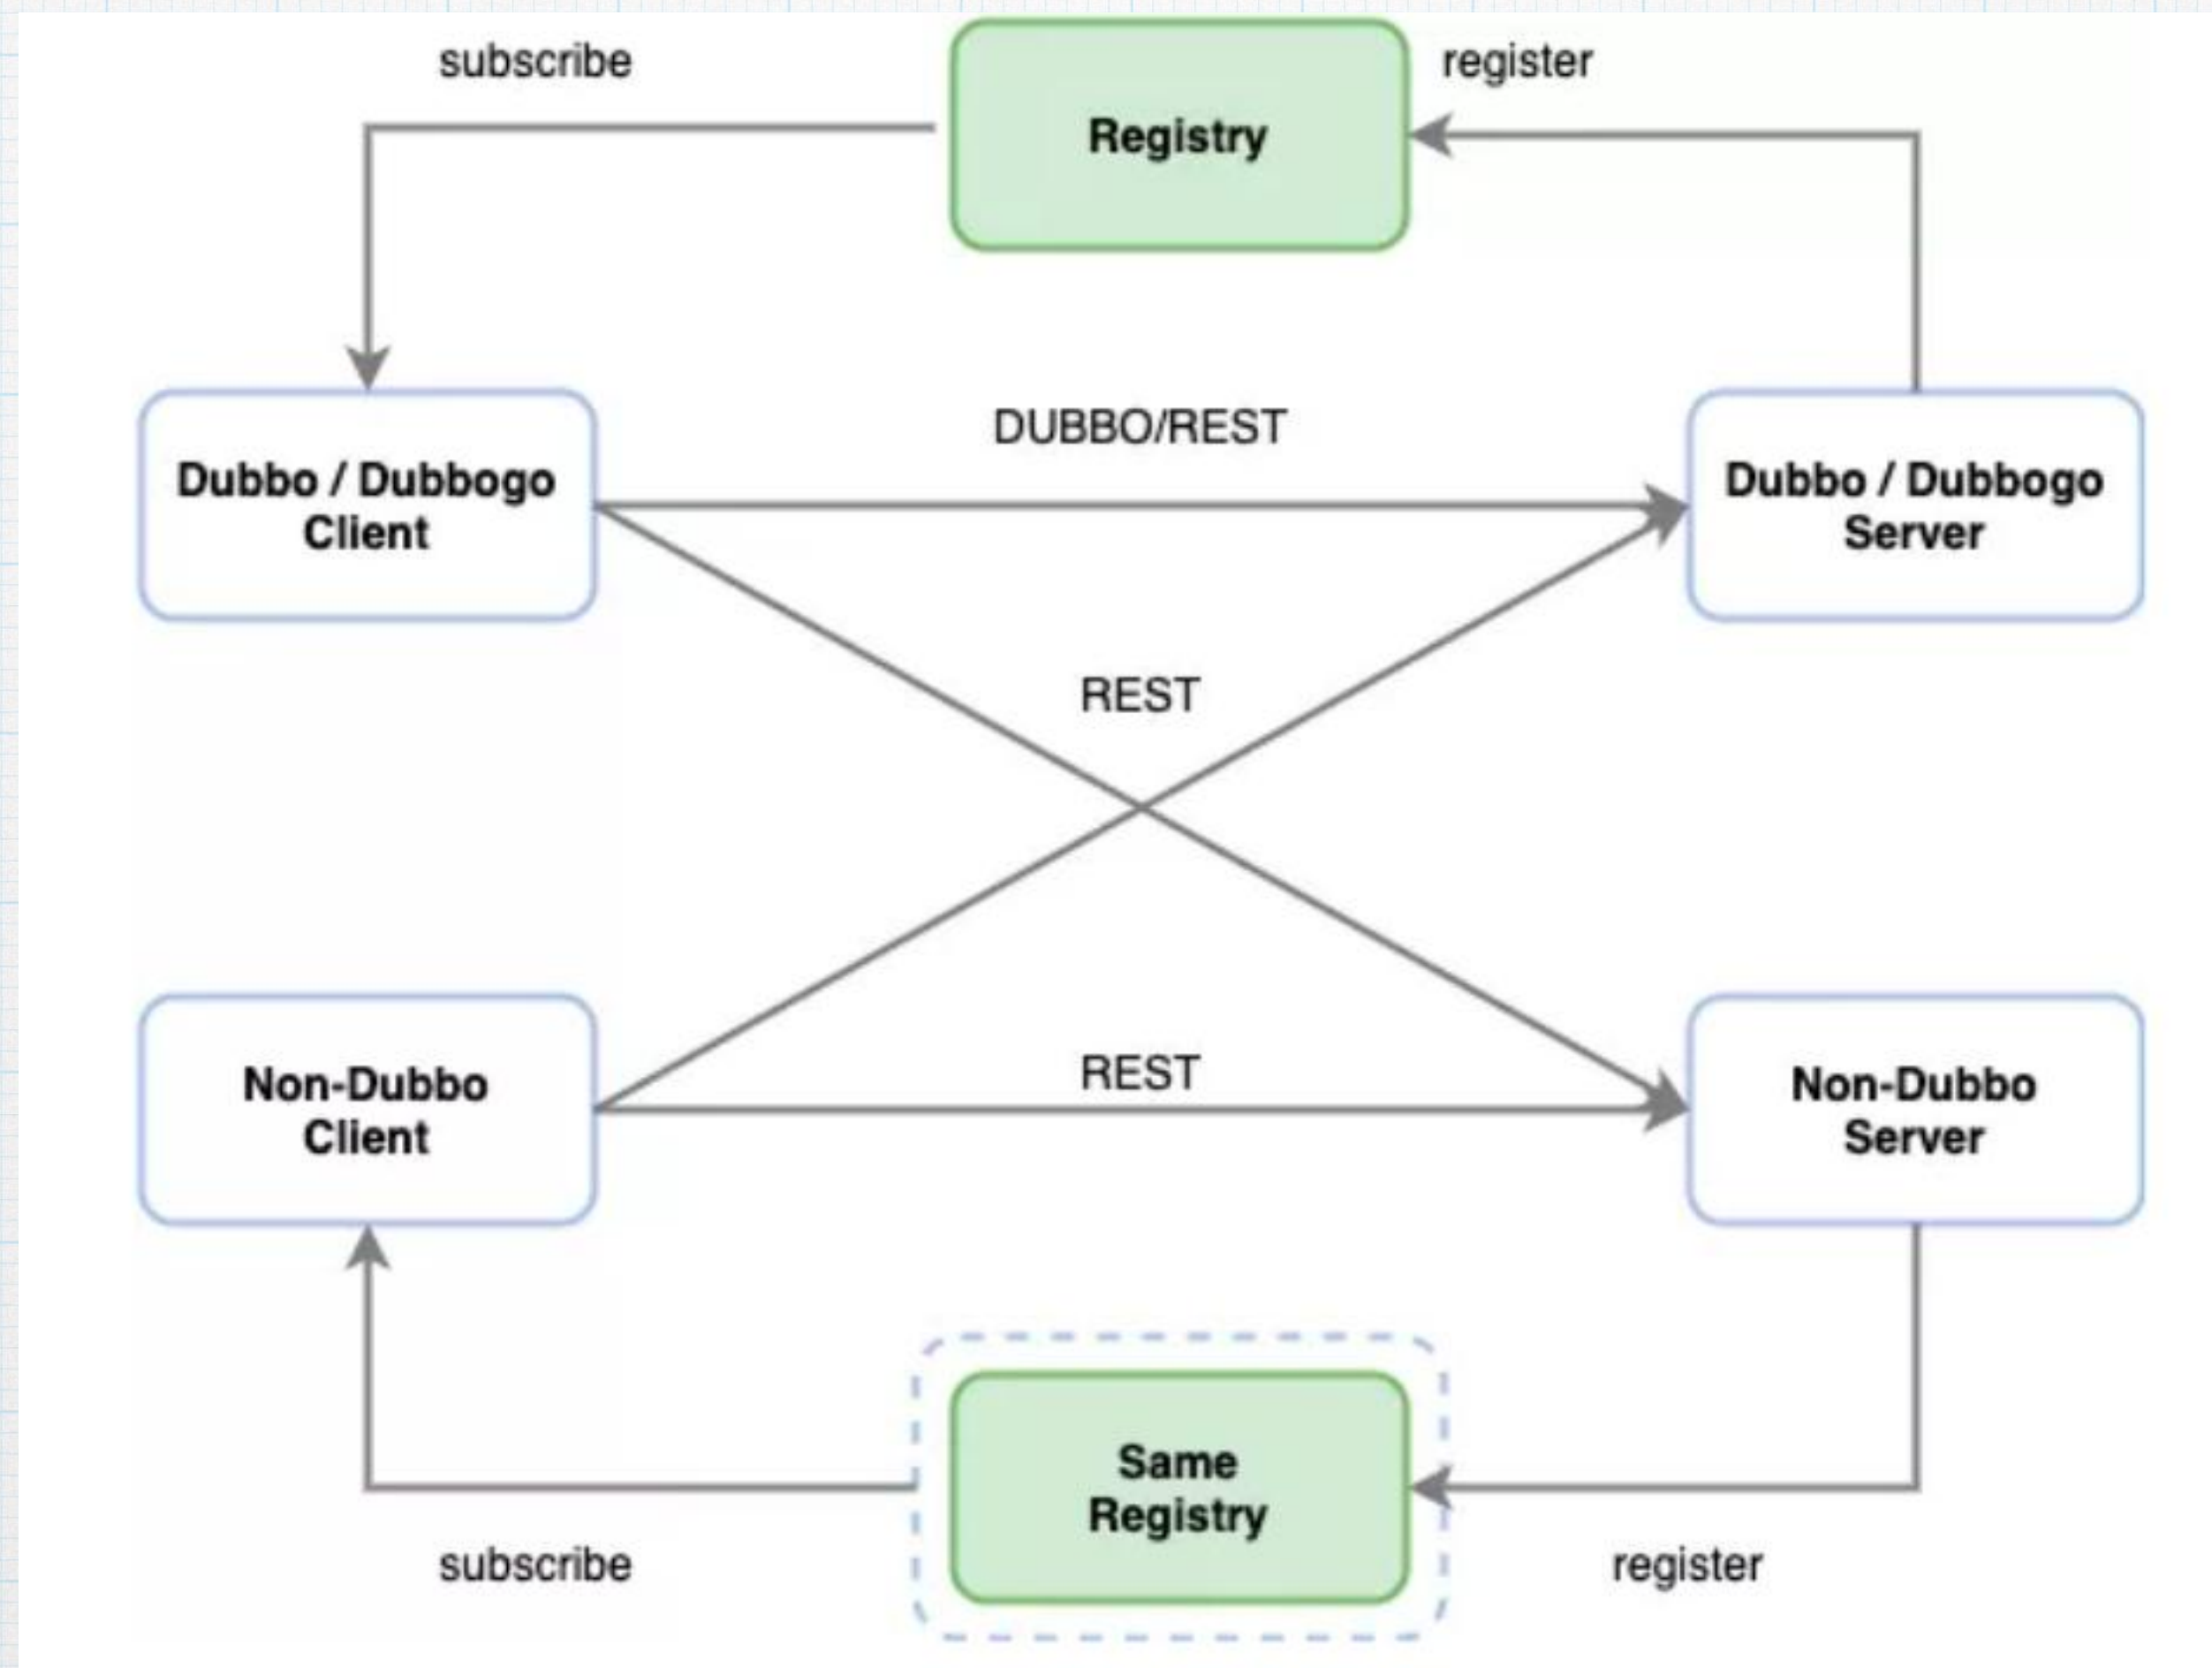 subscribe
register
Registry
DUBBO/REST
Dubbo / Dubbogo
Client
Dubbo / Dubbogo
Server
REST
REST
Non-Dubbo
Client
Non-Dubbo
Server
Same
Registry
subscribe
register